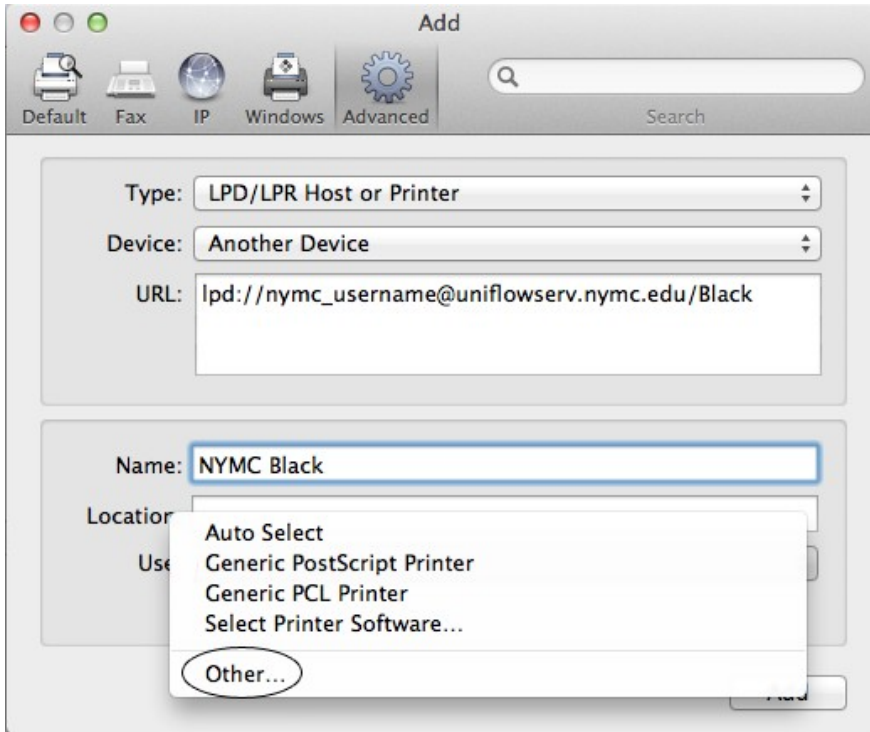 Add
Default Fax IP Windows Advanced Search
Type: LPD/LPR Host or Printer
Device: Another Device
URL: lpd://nymc_username@uniflowserv.nymc.edu/Black
Name: NYMC Black
Location
Auto Select
Use Generic PostScript Printer
Generic PCL Printer
Select Printer Software...
Other...
Add